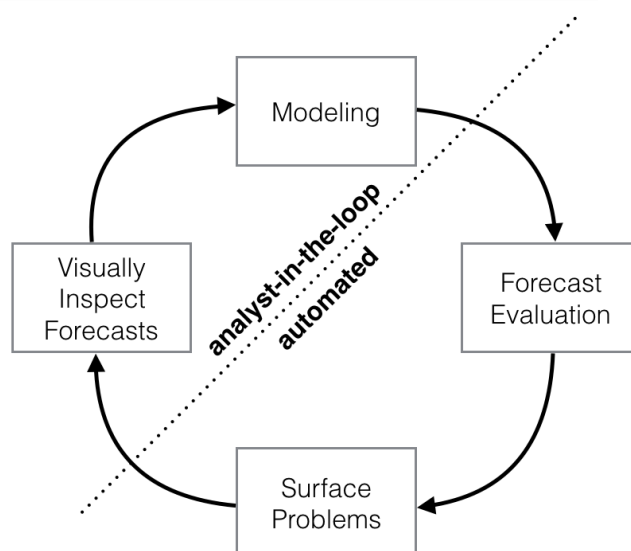 Modeling
analyst-in-the-loop
automated
Visually
Inspect
Forecasts
Forecast
Evaluation
Surface
Problems